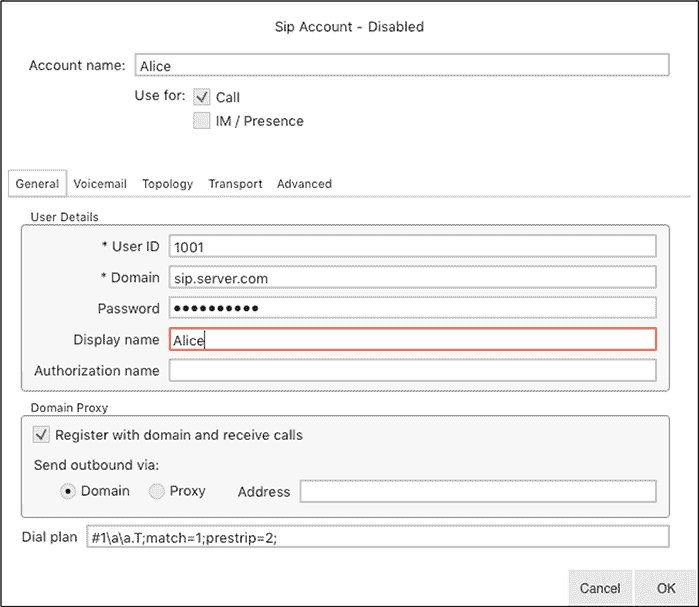 Sip Account - Disabled
Account name: Alice
Use for: Call
IM / Presence
General Voicemail Topology Transport Advanced
User Details
* User ID 1001
* Domain sip.server.com
Password ●●●●●●●●●●
Display name Alice
Authorization name
Domain Proxy
Register with domain and receive calls
Send outbound via:
Domain Proxy Address
Dial plan #1\a\a.T;match=1;prestrip=2;
Cancel OK